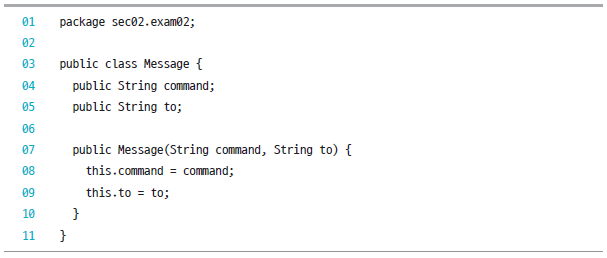 01 package sec02.exam02;
02
03 public class Message {
04 public String command;
05 public String to;
06
07 public Message(String command, String to) {
08 this.command = command;
09 this.to = to;
10 }
11 }